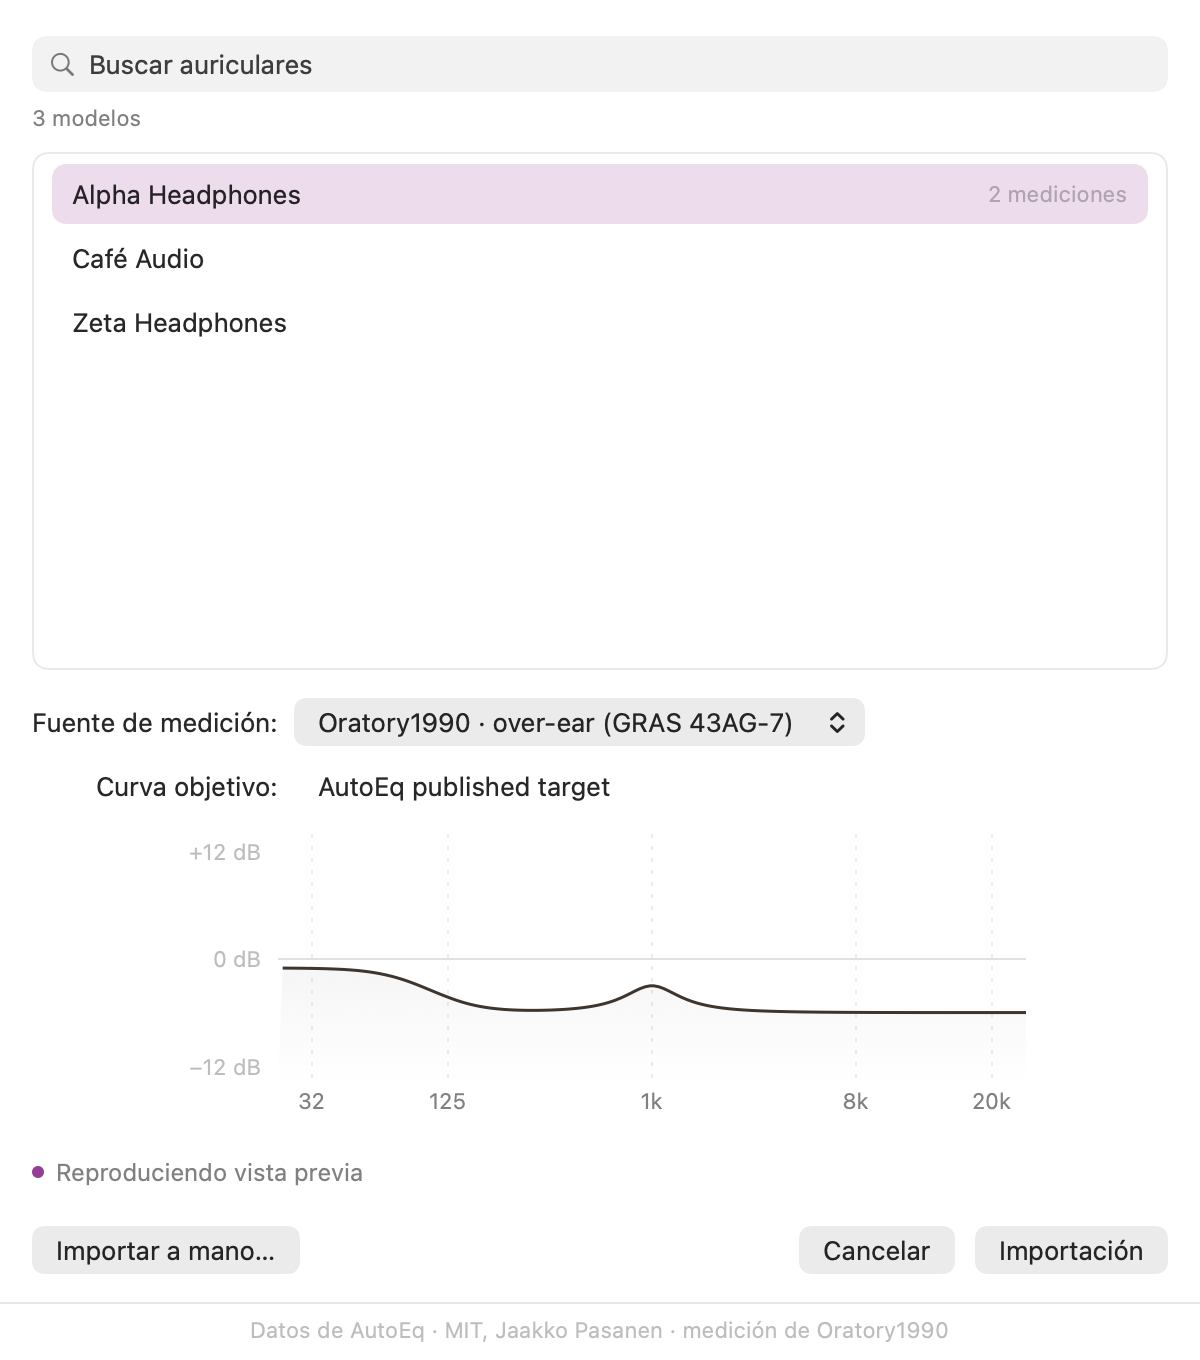 Buscar auriculares
3 modelos
Alpha Headphones 2 mediciones
Café Audio
Zeta Headphones
Fuente de medición: Oratory1990 · over-ear (GRAS 43AG-7)
Curva objetivo: AutoEq published target
+12 dB
0 dB
−12 dB
32 125 1k 8k 20k
Reproduciendo vista previa
Importar a mano... Cancelar Importación
Datos de AutoEq · MIT, Jaakko Pasanen · medición de Oratory1990